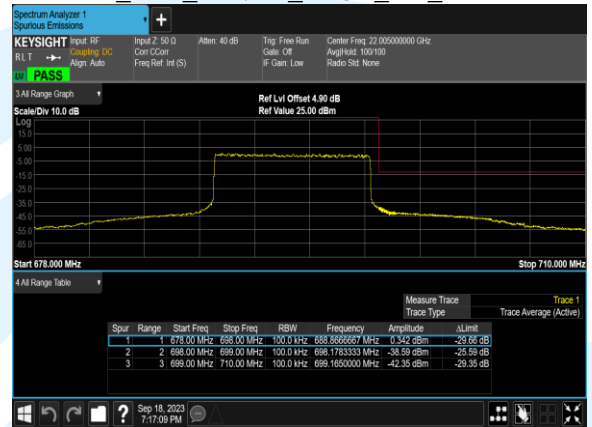 Spectrum Analyzer 1
Spurious Emissions
+
KEYSIGHT Input: RF Input Z: 50 Ω Atten: 40 dB Trig: Free Run Center Freq: 22.005000000 GHz
RLT Coupling: DC Corr CCorr Gate: Off Avg|Hold: 100/100
Align: Auto Freq Ref: Int (S) IF Gain: Low Radio Std: None
PASS
3 All Range Graph
Ref Lvl Offset 4.90 dB
Scale/Div 10.0 dB Ref Value 25.00 dBm
Log
15.0
5.00
-5.00
-15.0
-25.0
-35.0
-45.0
-55.0
-65.0
Start 678.000 MHz Stop 710.000 MHz
4 All Range Table
Measure Trace Trace 1
Trace Type Trace Average (Active)
Spur Range Start Freq Stop Freq RBW Frequency Amplitude ΔLimit
1 1 678.00 MHz 698.00 MHz 100.0 kHz 688.8666667 MHz 0.342 dBm -29.66 dB
2 2 698.00 MHz 699.00 MHz 100.0 kHz 698.1783333 MHz -38.59 dBm -25.59 dB
3 3 699.00 MHz 710.00 MHz 100.0 kHz 699.1650000 MHz -42.35 dBm -29.35 dB
? Sep 18, 2023
7:17:09 PM